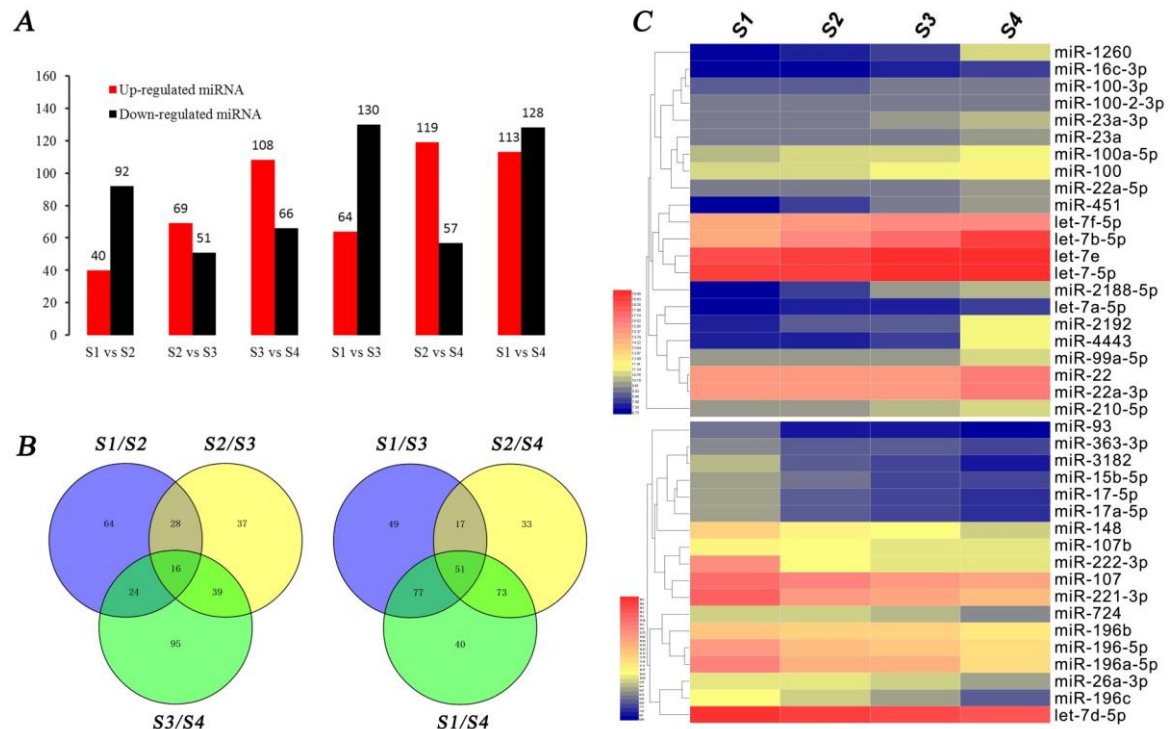 A
160
140
120
100
80
60
40
20
0
Up-regulated miRNA
Down-regulated miRNA
40
92
69
51
108
66
64
130
119
57
113
128
S1 vs S2
S2 vs S3
S3 vs S4
S1 vs S3
S2 vs S4
S1 vs S4
B
S1/S2
S2/S3
64
28
37
16
24
39
95
S3/S4
S1/S3
S2/S4
49
17
33
51
77
73
40
S1/S4
C
S1 S2 S3 S4
miR-1260
miR-16c-3p
miR-100-3p
miR-100-2-3p
miR-23a-3p
miR-23a
miR-100a-5p
miR-100
miR-22a-5p
miR-451
let-7f-5p
let-7b-5p
let-7e
let-7-5p
miR-2188-5p
let-7a-5p
miR-2192
miR-4443
miR-99a-5p
miR-22
miR-22a-3p
miR-210-5p
miR-93
miR-363-3p
miR-3182
miR-15b-5p
miR-17-5p
miR-17a-5p
miR-148
miR-107b
miR-222-3p
miR-107
miR-221-3p
miR-724
miR-196b
miR-196-5p
miR-196a-5p
miR-26a-3p
miR-196c
let-7d-5p